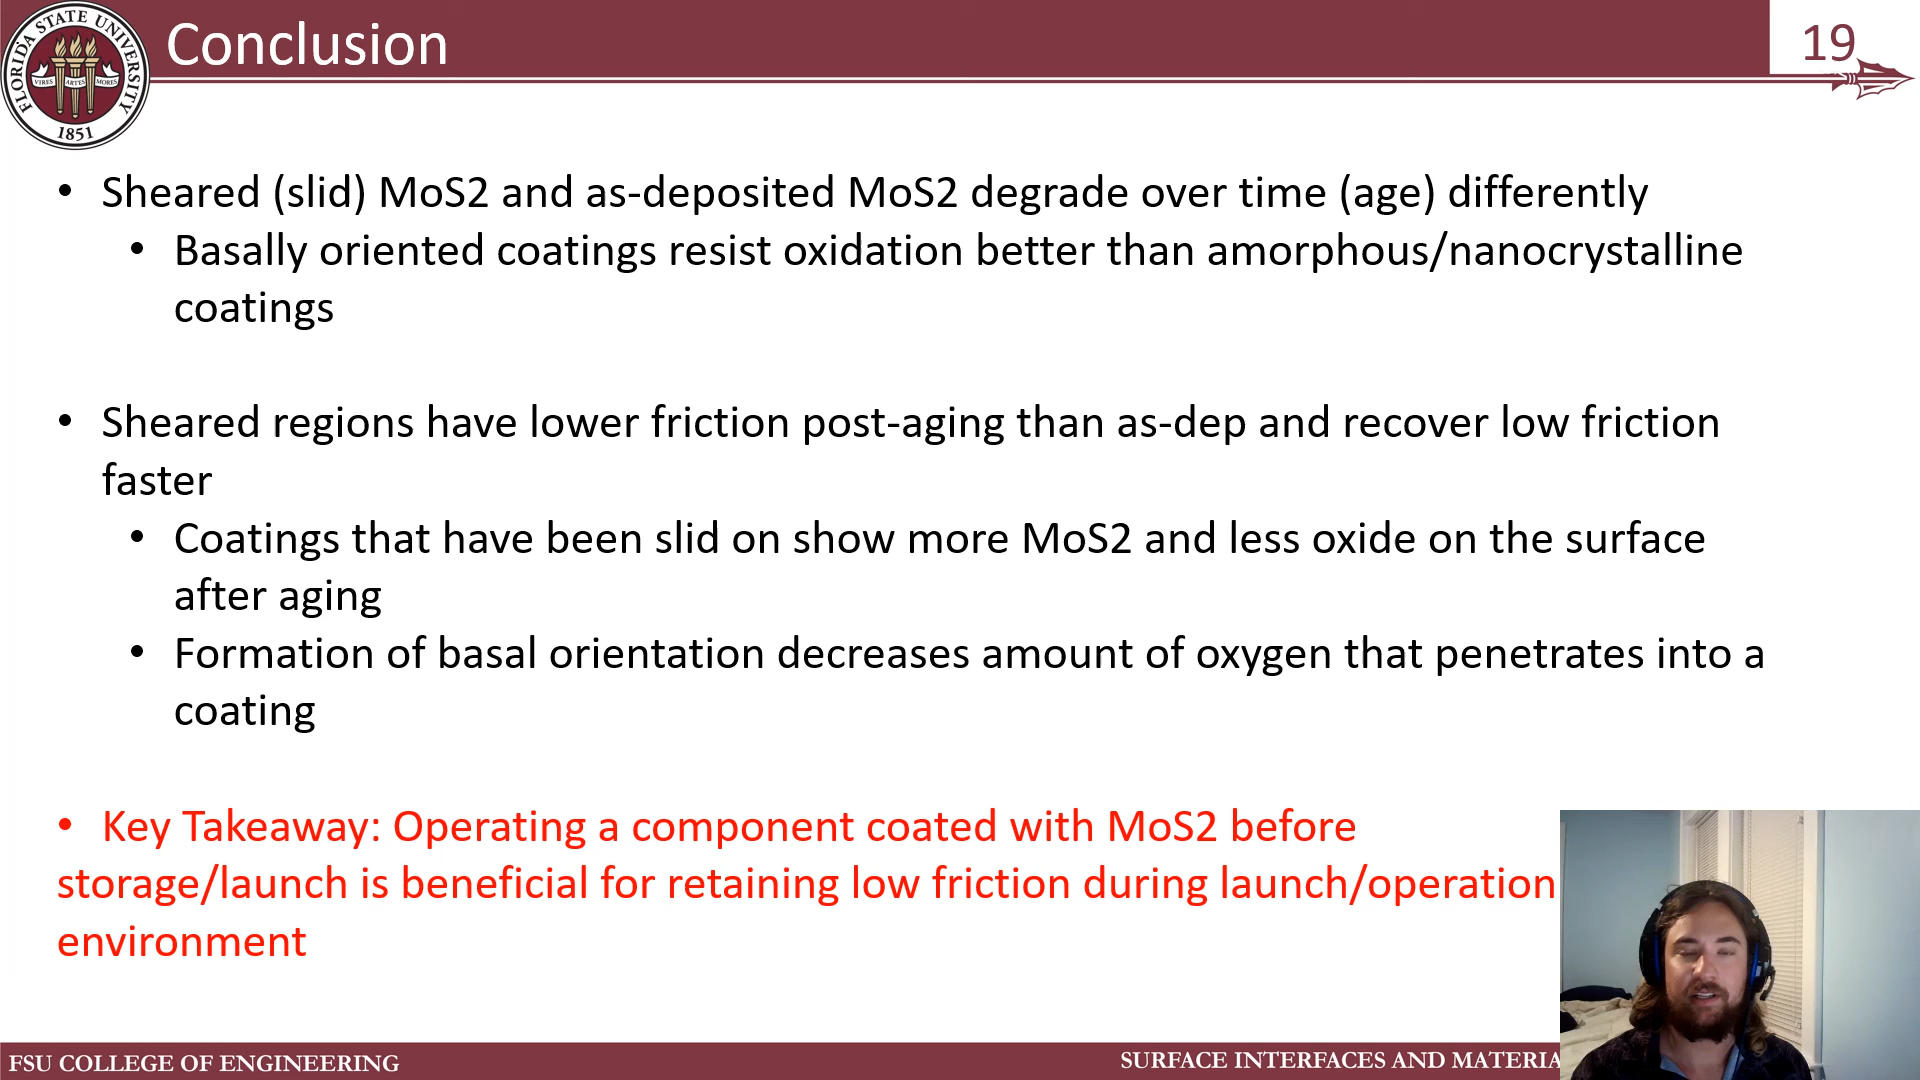 FLORIDA STATE UNIVERSITY
VIRES ARTES MORES
1851
Conclusion
19
• Sheared (slid) MoS2 and as-deposited MoS2 degrade over time (age) differently
• Basally oriented coatings resist oxidation better than amorphous/nanocrystalline
coatings
• Sheared regions have lower friction post-aging than as-dep and recover low friction
faster
• Coatings that have been slid on show more MoS2 and less oxide on the surface
after aging
• Formation of basal orientation decreases amount of oxygen that penetrates into a
coating
• Key Takeaway: Operating a component coated with MoS2 before
storage/launch is beneficial for retaining low friction during launch/operation
environment
FSU COLLEGE OF ENGINEERING
SURFACE INTERFACES AND MATERIA